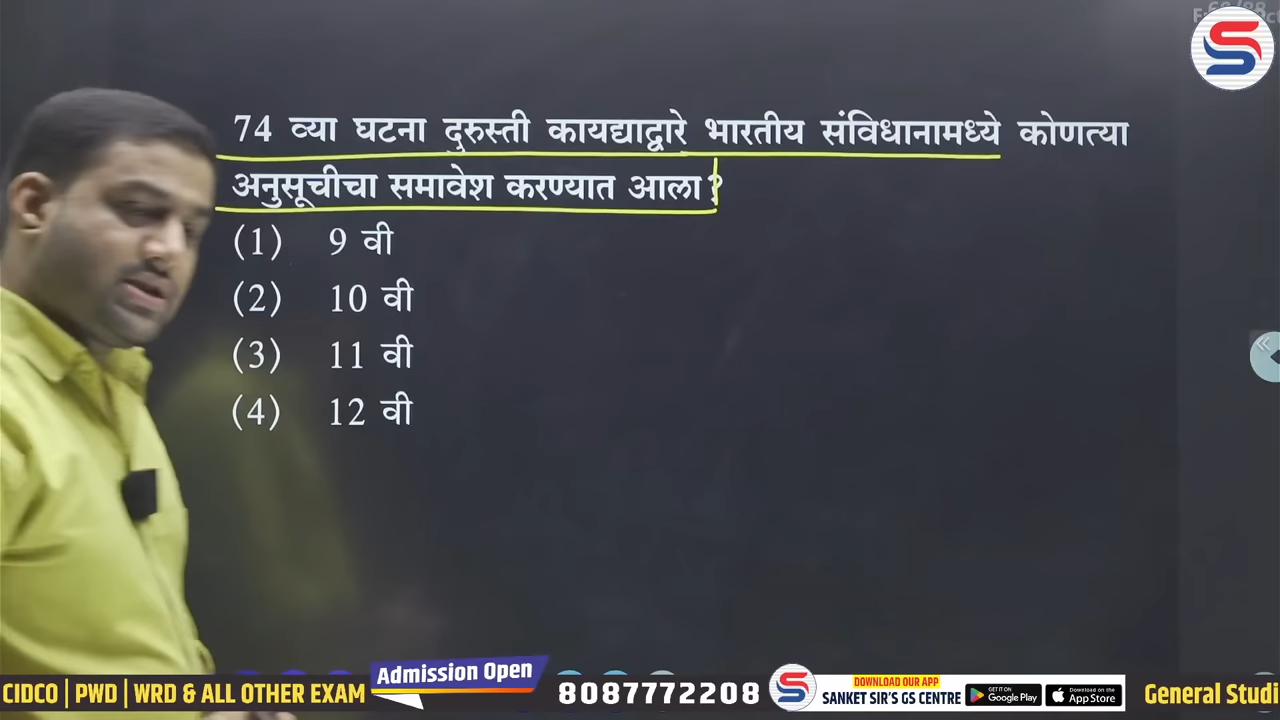 74 व्या घटना दुरुस्ती कायद्याद्वारे भारतीय संविधानामध्ये कोणत्या
अनुसूचीचा समावेश करण्यात आला?
(1) 9 वी
(2) 10 वी
(3) 11 वी
(4) 12 वी
CIDCO | PWD | WRD & ALL OTHER EXAM
Admission Open
8087772208
DOWNLOAD OUR APP
SANKET SIR'S GS CENTRE
GET IT ON
Google Play
Download on the
App Store
General Studi